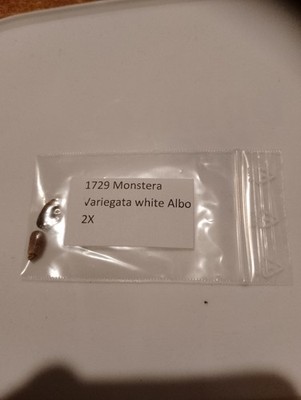 1729 Monstera
Variegata white Albo
2X